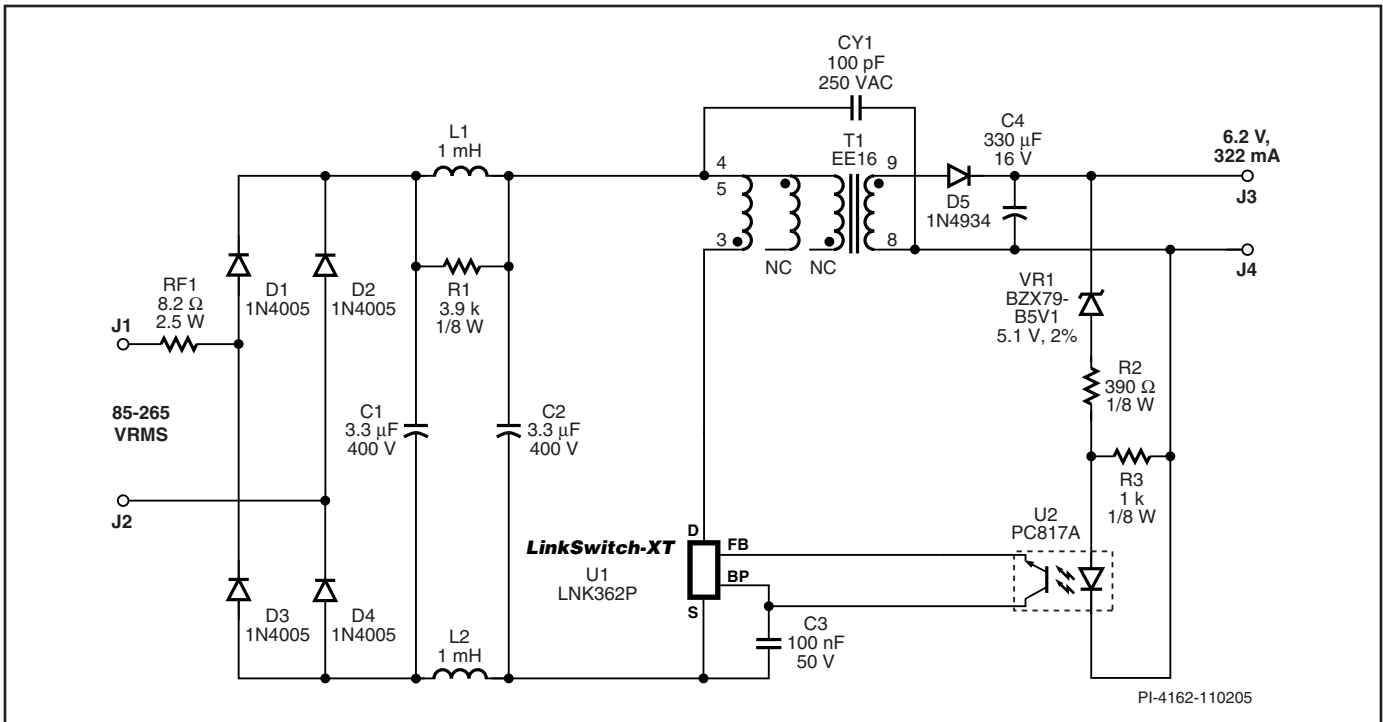 CY1
100 pF
250 VAC
L1
1 mH
T1
EE16
C4
330 μF
16 V
6.2 V,
322 mA
4
5
3
9
8
D5
1N4934
J3
J4
NC
NC
RF1
8.2 Ω
2.5 W
D1
1N4005
D2
1N4005
R1
3.9 k
1/8 W
VR1
BZX79-
B5V1
5.1 V, 2%
J1
85-265
VRMS
J2
C1
3.3 μF
400 V
C2
3.3 μF
400 V
R2
390 Ω
1/8 W
R3
1 k
1/8 W
LinkSwitch-XT
U1
LNK362P
D
FB
BP
S
U2
PC817A
D3
1N4005
D4
1N4005
L2
1 mH
C3
100 nF
50 V
PI-4162-110205